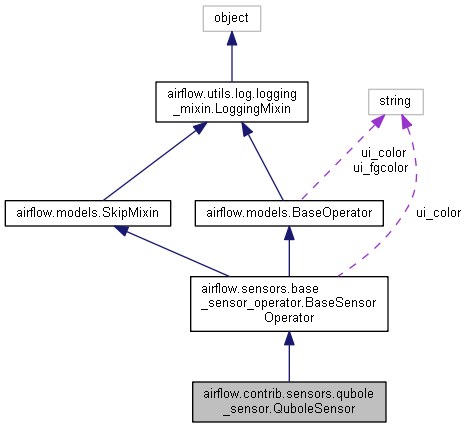 object
airflow.utils.log.logging
_mixin.LoggingMixin
string
ui_color
ui_fgcolor
airflow.models.SkipMixin
airflow.models.BaseOperator
ui_color
airflow.sensors.base
_sensor_operator.BaseSensor
Operator
airflow.contrib.sensors.qubole
_sensor.QuboleSensor